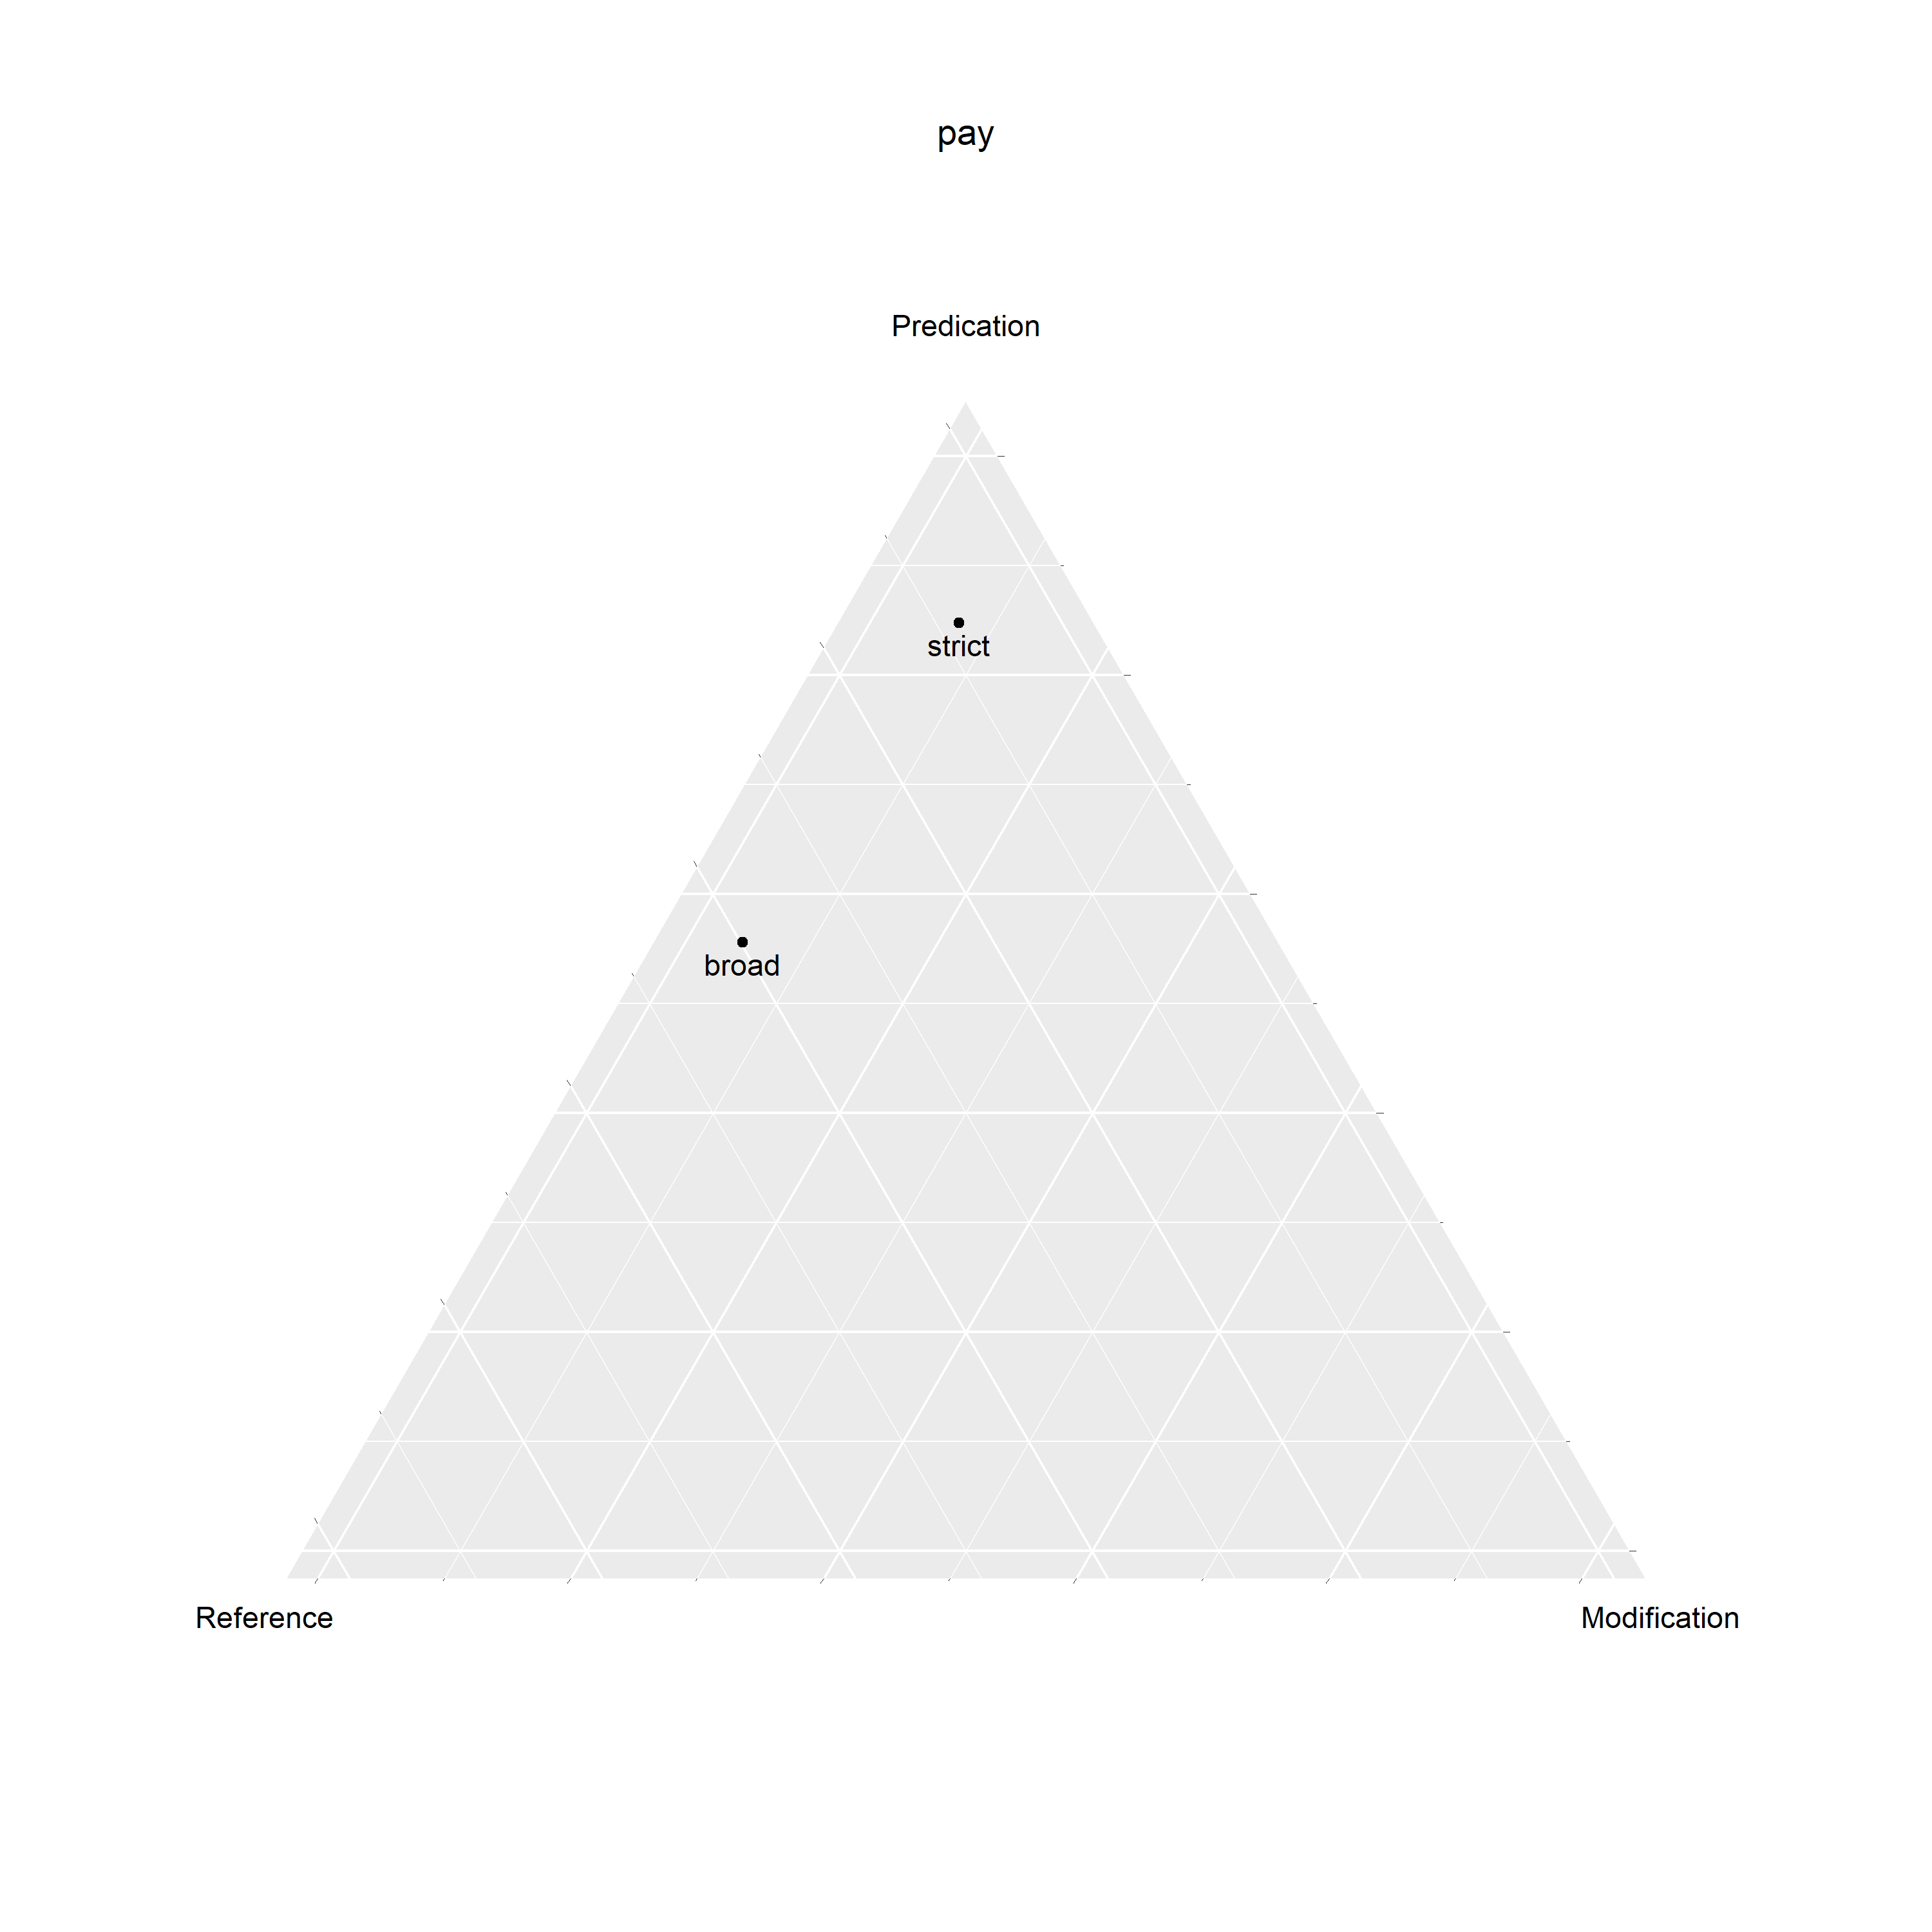 pay
Predication
strict
broad
Reference
Modification